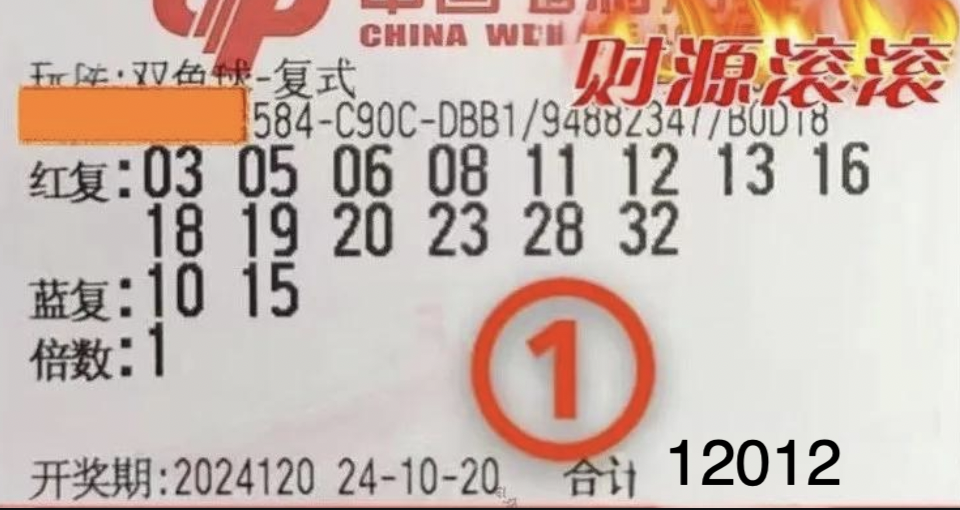 CHINA WEL
财源滚滚
玩法:双色球-复式
584-C90C-DBB1/94882347/B0D18
红复:03 05 06 08 11 12 13 16
18 19 20 23 28 32
蓝复:10 15
倍数:1
1
开奖期:2024120 24-10-20 合计 12012